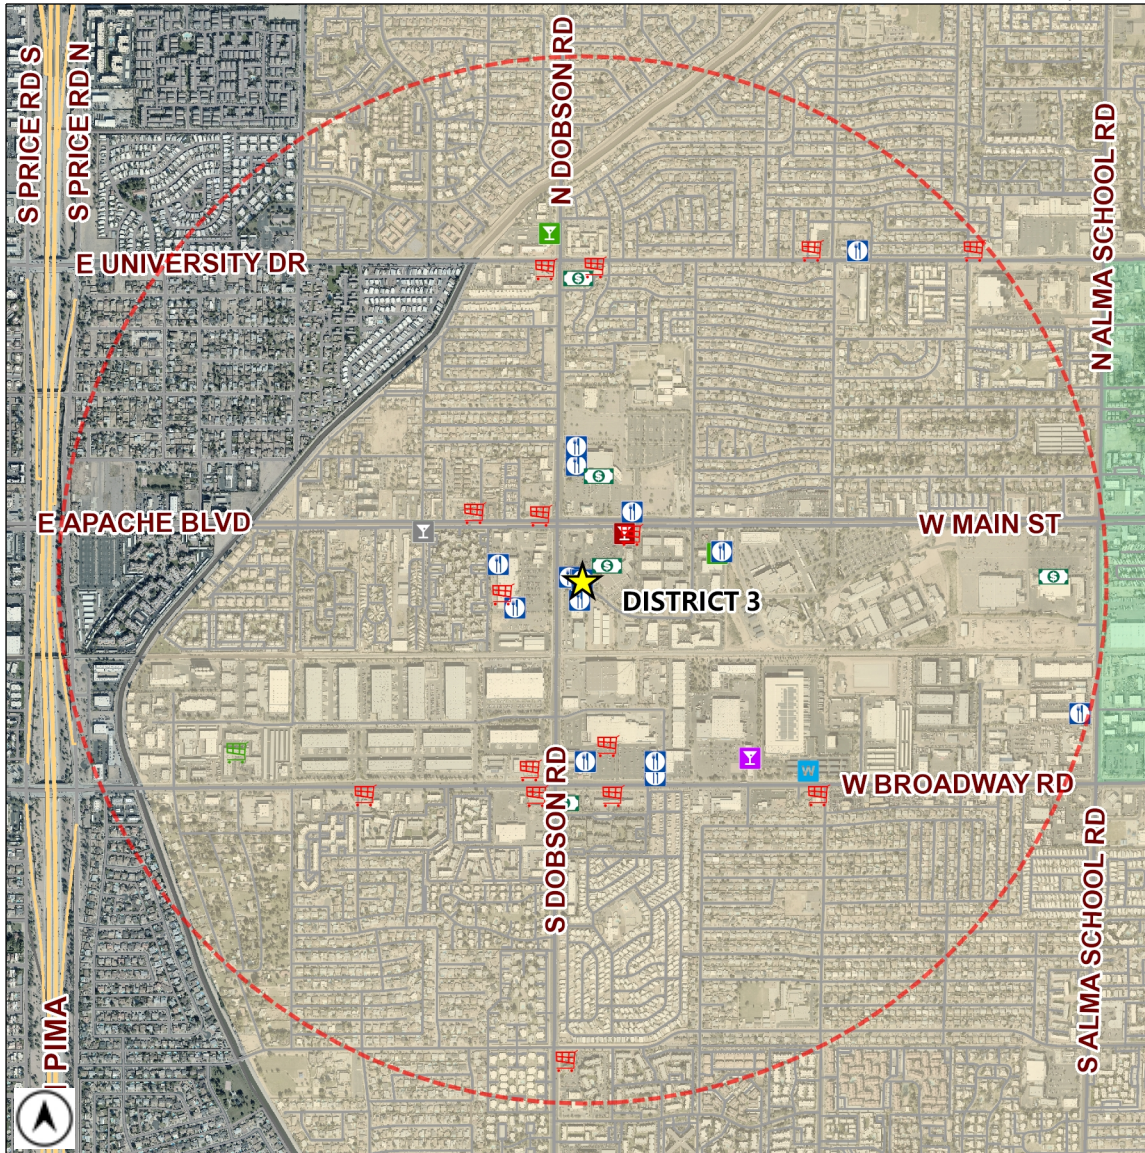 S PRICE RD S
S PRICE RD N
N DOBSON RD
N ALMA SCHOOL RD
E UNIVERSITY DR
E APACHE BLVD
W MAIN ST
DISTRICT 3
S DOBSON RD
W
W BROADWAY RD
S ALMA SCHOOL RD
PIMA